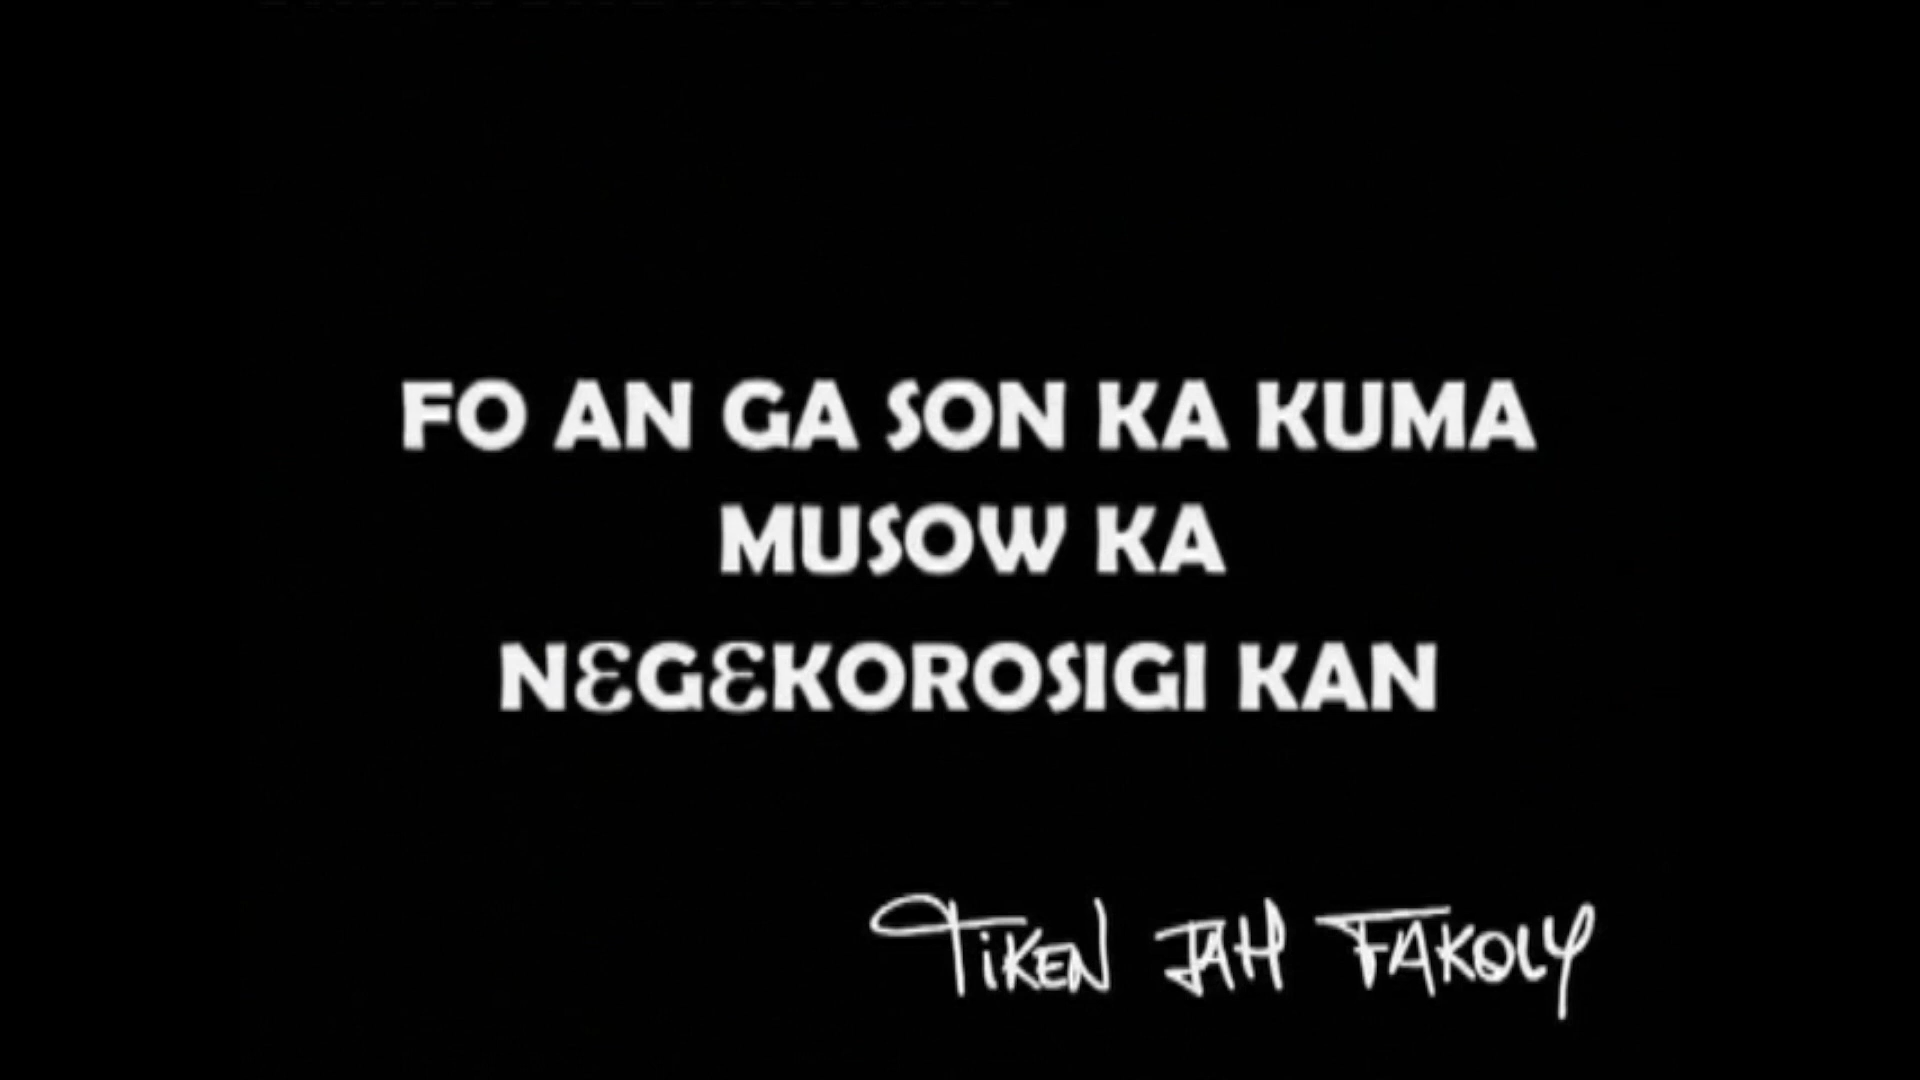 FO AN GA SON KA KUMA
MUSOW KA
NƐGƐKOROSIGI KAN
TIKEN JAH FAKOLY